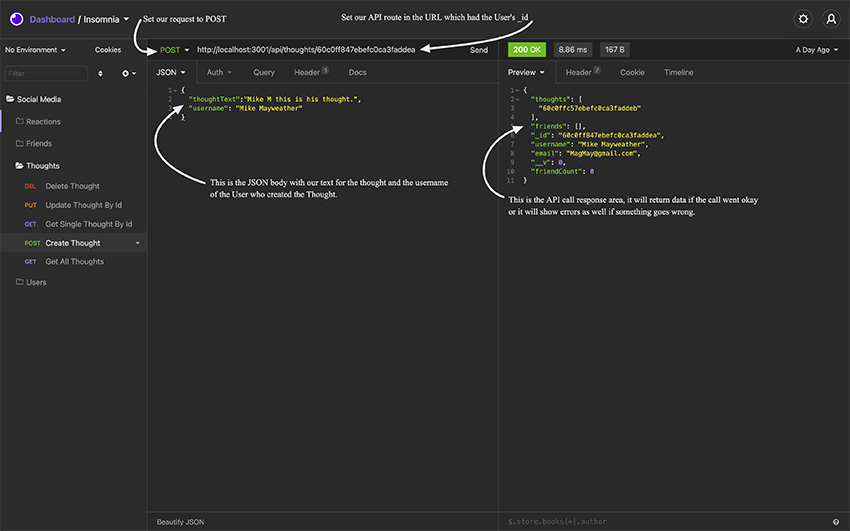 Dashboard / Insomnia
Set our request to POST
Set our API route in the URL which had the User's _id
No Environment
Cookies
POST
http://localhost:3001/api/thoughts/60c0ff847ebefc0ca3faddea
Send
200 OK
8.86 ms
167 B
A Day Ago
Filter
JSON
Auth
Query
Header 1
Docs
Preview
Header 7
Cookie
Timeline
Social Media
Reactions
Friends
Thoughts
DEL Delete Thought
PUT Update Thought By Id
GET Get Single Thought By Id
POST Create Thought
GET Get All Thoughts
Users
1 {
2 "thoughtText":"Mike M this is his thought.",
3 "username": "Mike Mayweather"
}
This is the JSON body with our text for the thought and the username
of the User who created the Thought.
1 {
2 "thoughts": [
3 "60c0ffc57ebefc0ca3faddeb"
4 ],
5 "friends": [],
6 "_id": "60c0ff847ebefc0ca3faddea",
7 "username": "Mike Mayweather",
8 "email": "MagMay@gmail.com",
9 "__v": 0,
10 "friendCount": 0
11 }
This is the API call response area, it will return data if the call went okay
or it will show errors as well if something goes wrong.
Beautify JSON
$.store.books[*].author